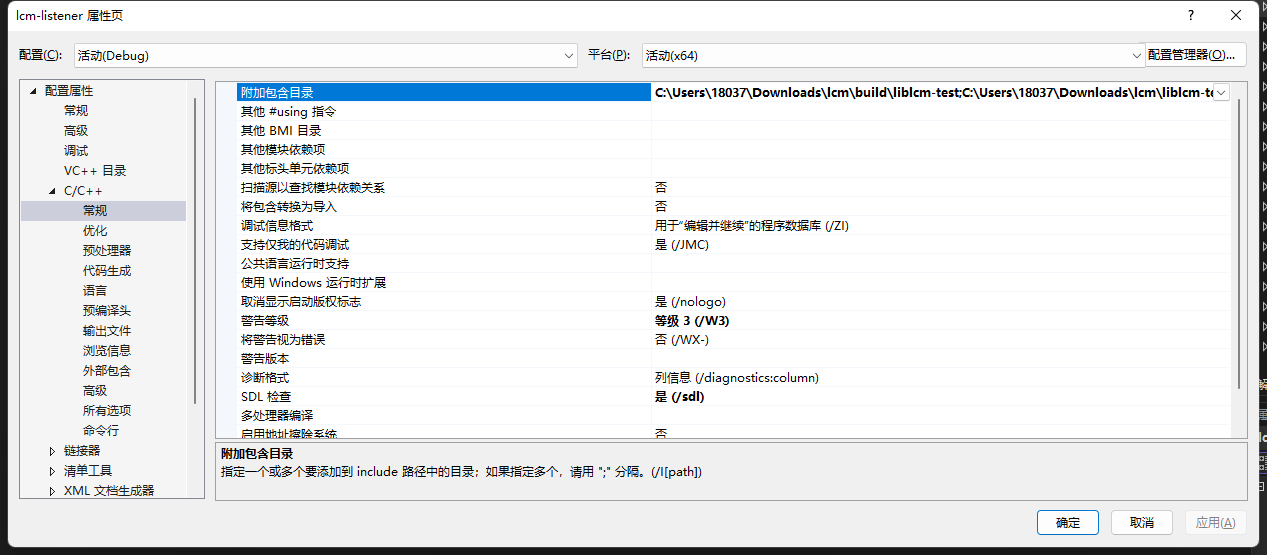 lcm-listener 属性页
配置(C): 活动(Debug) 平台(P): 活动(x64) 配置管理器(O)...
配置属性
常规
高级
调试
VC++ 目录
C/C++
常规
优化
预处理器
代码生成
语言
预编译头
输出文件
浏览信息
外部包含
高级
所有选项
命令行
链接器
清单工具
XML 文档生成器
附加包含目录 C:\Users\18037\Downloads\lcm\build\liblcm-test;C:\Users\18037\Downloads\lcm\liblcm-te
其他 #using 指令
其他 BMI 目录
其他模块依赖项
其他标头单元依赖项
扫描源以查找模块依赖关系 否
将包含转换为导入 否
调试信息格式 用于“编辑并继续”的程序数据库 (/ZI)
支持仅我的代码调试 是 (/JMC)
公共语言运行时支持
使用 Windows 运行时扩展
取消显示启动版权标志 是 (/nologo)
警告等级 等级 3 (/W3)
将警告视为错误 否 (/WX-)
警告版本
诊断格式 列信息 (/diagnostics:column)
SDL 检查 是 (/sdl)
多处理器编译
启用地址擦除系统 否
附加包含目录
指定一个或多个要添加到 include 路径中的目录；如果指定多个，请用 ";" 分隔。(/I[path])
确定 取消 应用(A)